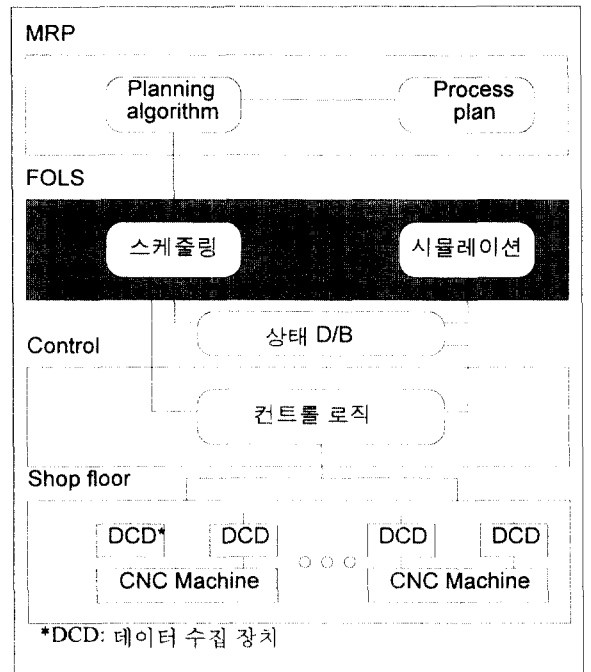 MRP
Planning
algorithm
Process
plan
FOLS
스케줄링
시뮬레이션
상태 D/B
Control
컨트롤 로직
Shop floor
DCD*
DCD
DCD
DCD
CNC Machine
CNC Machine
*DCD: 데이터 수집 장치